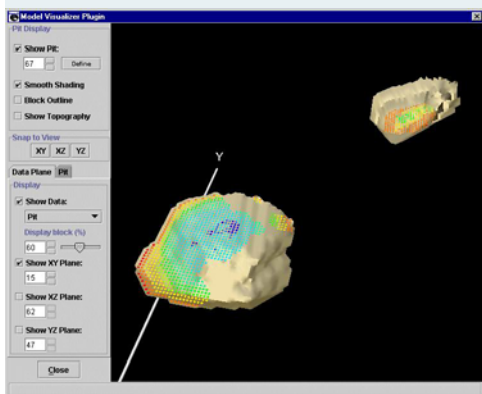 Model Visualizer Plugin
Pit Display
Show Pit:
67 Define
Smooth Shading
Block Outline
Show Topography
Snap to View
XY XZ YZ
Data Plane Pit
Display
Show Data:
Pit
Display block (%)
60
Show XY Plane:
15
Show XZ Plane:
62
Show YZ Plane:
47
Close
Y